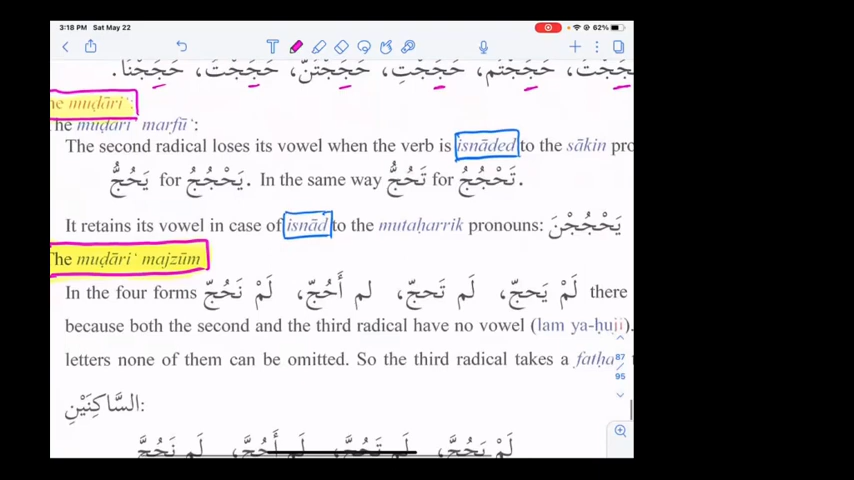 3:18 PM Sat May 22
62%
حَجَجْتَ، حَجَجْتُم، حَجَجْتِ، حَجَجْتُنَّ، حَجَجْتُ، حَجَجْنَا.
he muḍāriʿ:
The muḍāriʿ marfūʿ:
The second radical loses its vowel when the verb is isnāded to the sākin pro
يَحُجُّ for يَحْجُجُ. In the same way تَحُجُّ for تَحْجُجُ.
It retains its vowel in case of isnād to the mutaḥarrik pronouns: يَحْجُجْنَ
The muḍāriʿ majzūm
In the four forms لَمْ يَحجّ، لَم تَحجّ، لم أَحُجّ، لَمْ نَحُجّ there
because both the second and the third radical have no vowel (lam ya-ḥujj).
letters none of them can be omitted. So the third radical takes a fatḥa
87
95
السَّاكِنَيْنِ:
لَمْ يَحُجَّ، لَم تَحُجَّ، لَم أَحُجَّ، لَم نَحُجَّ